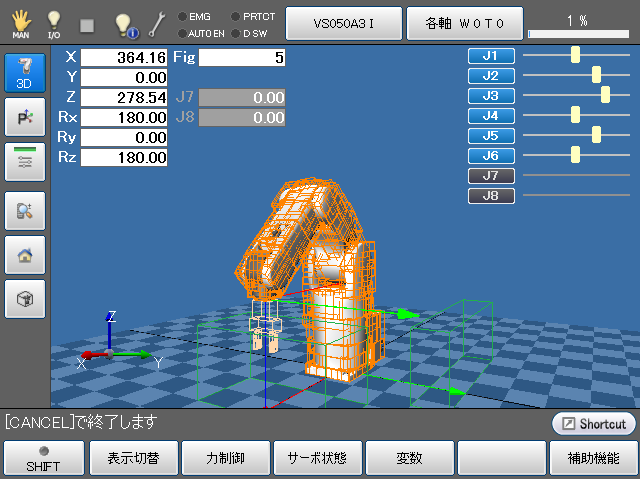 MAN
I/O
EMG
PRTCT
AUTO EN
D SW
VS050A3 I
各軸 W0T0
1 %
3D
P
X 364.16 Fig 5
Y 0.00
Z 278.54 J7 0.00
Rx 180.00 J8 0.00
Ry 0.00
Rz 180.00
J1
J2
J3
J4
J5
J6
J7
J8
Z
X
Y
[CANCEL]で終了します
Shortcut
SHIFT
表示切替
力制御
サーボ状態
変数
補助機能